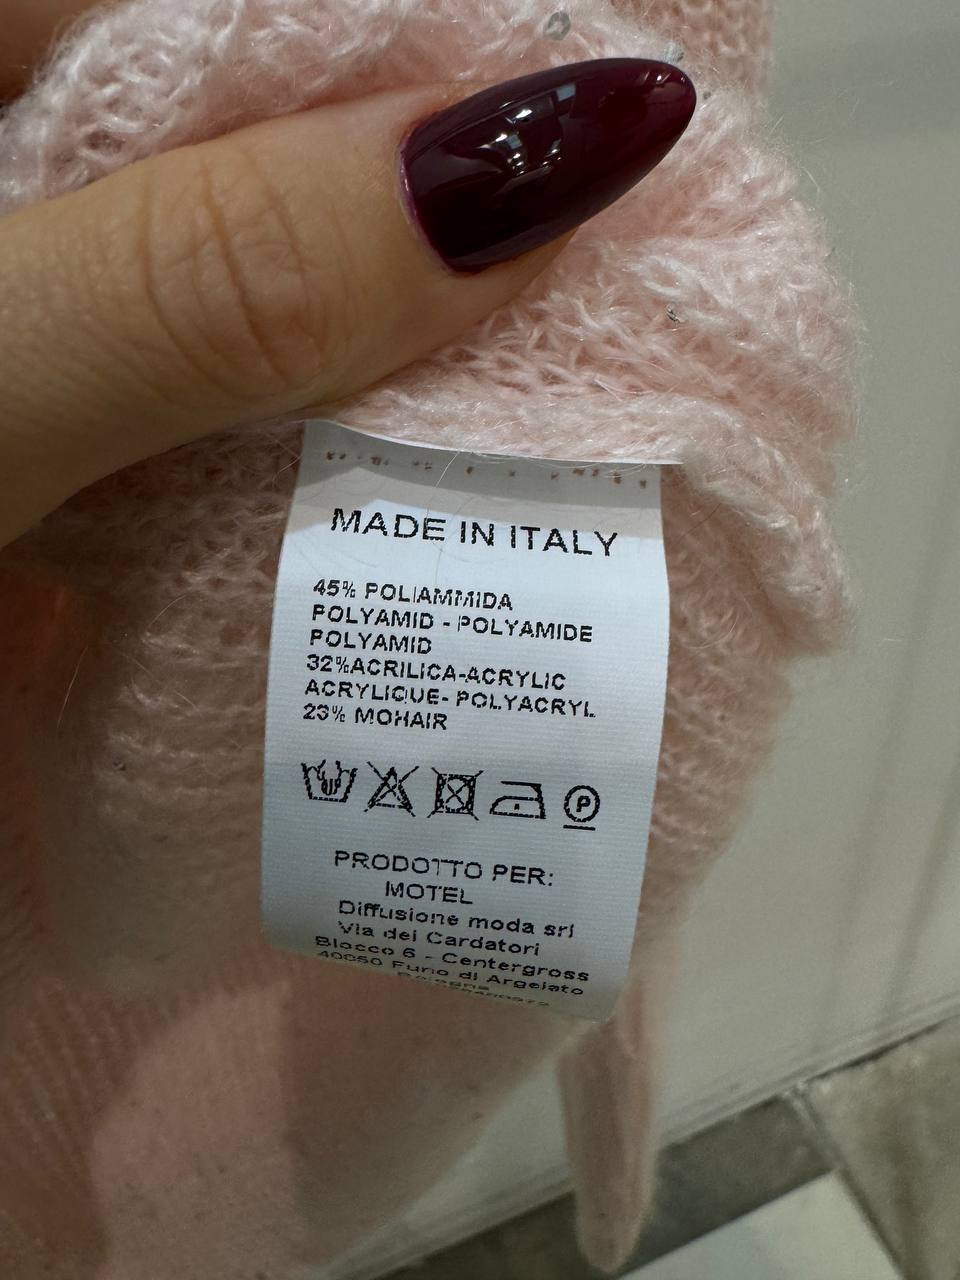 MADE IN ITALY
45% POLIAMMIDA
POLYAMID - POLYAMIDE
POLYAMID
32%ACRILICA-ACRYLIC
ACRYLIQUE- POLYACRYL
23% MOHAIR
P
PRODOTTO PER:
MOTEL
Diffusione moda srl
Via dei Cardatori
Blocco 6 - Centergross
40050 Funo di Argelato
Bologna